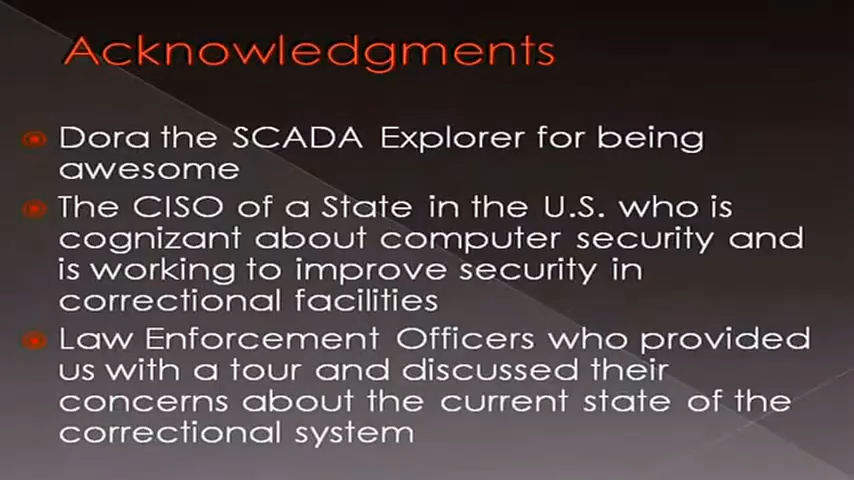 Acknowledgments
Dora the SCADA Explorer for being
awesome
The CISO of a State in the U.S. who is
cognizant about computer security and
is working to improve security in
correctional facilities
Law Enforcement Officers who provided
us with a tour and discussed their
concerns about the current state of the
correctional system